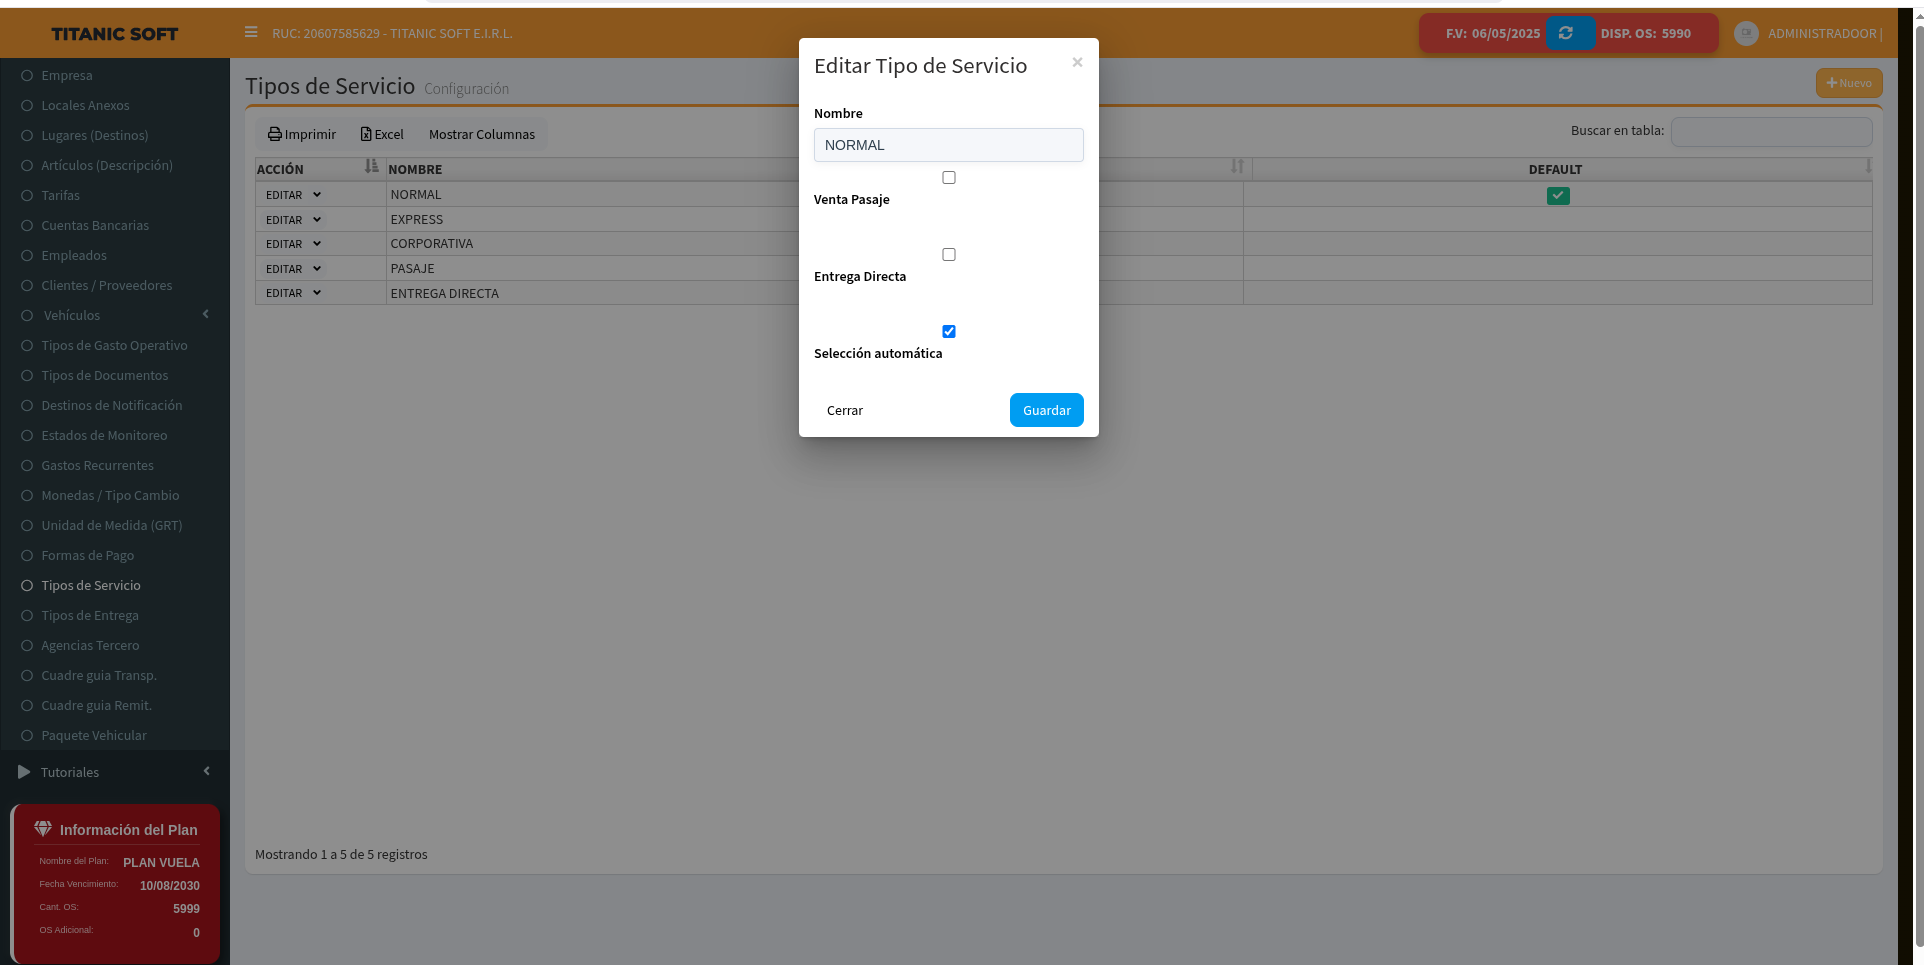 TITANIC SOFT
RUC: 20607585629 - TITANIC SOFT E.I.R.L.
F.V: 06/05/2025 DISP. OS: 5990
ADMINISTRADOOR |
Empresa
Locales Anexos
Lugares (Destinos)
Artículos (Descripción)
Tarifas
Cuentas Bancarias
Empleados
Clientes / Proveedores
Vehículos
Tipos de Gasto Operativo
Tipos de Documentos
Destinos de Notificación
Estados de Monitoreo
Gastos Recurrentes
Monedas / Tipo Cambio
Unidad de Medida (GRT)
Formas de Pago
Tipos de Servicio
Tipos de Entrega
Agencias Tercero
Cuadre guia Transp.
Cuadre guia Remit.
Paquete Vehicular
Tutoriales
Información del Plan
Nombre del Plan: PLAN VUELA
Fecha Vencimiento: 10/08/2030
Cant. OS: 5999
OS Adicional: 0
Tipos de Servicio Configuración
Nuevo
Imprimir Excel Mostrar Columnas
Buscar en tabla:
ACCIÓN NOMBRE DEFAULT
EDITAR NORMAL
EDITAR EXPRESS
EDITAR CORPORATIVA
EDITAR PASAJE
EDITAR ENTREGA DIRECTA
Mostrando 1 a 5 de 5 registros
Editar Tipo de Servicio
×
Nombre
NORMAL
Venta Pasaje
Entrega Directa
Selección automática
Cerrar Guardar